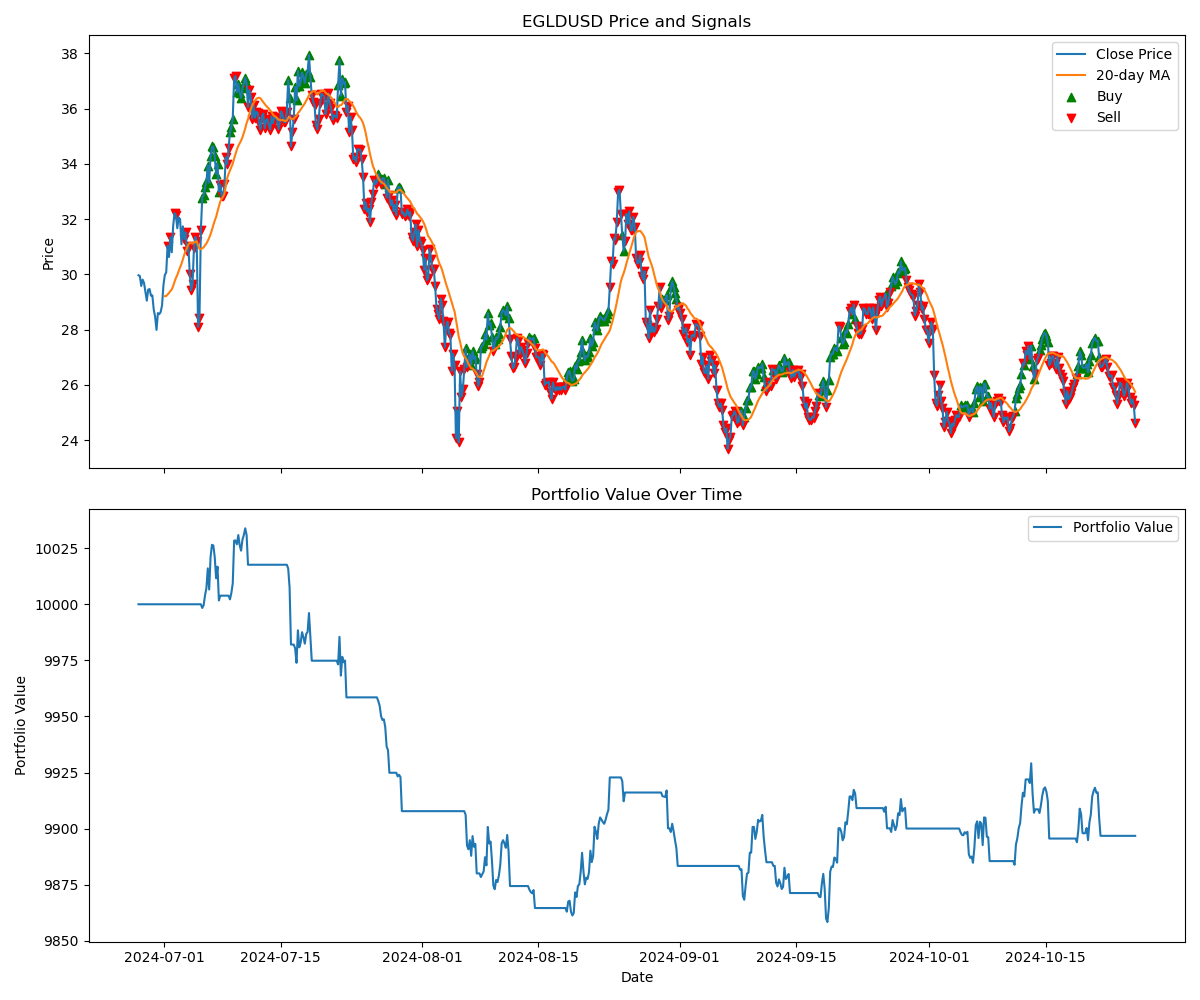 EGLDUSD Price and Signals
38
36
34
32
30
28
26
24
Price
Close Price
20-day MA
Buy
Sell
Portfolio Value Over Time
10025
10000
9975
9950
9925
9900
9875
9850
Portfolio Value
Portfolio Value
2024-07-01 2024-07-15 2024-08-01 2024-08-15 2024-09-01 2024-09-15 2024-10-01 2024-10-15
Date